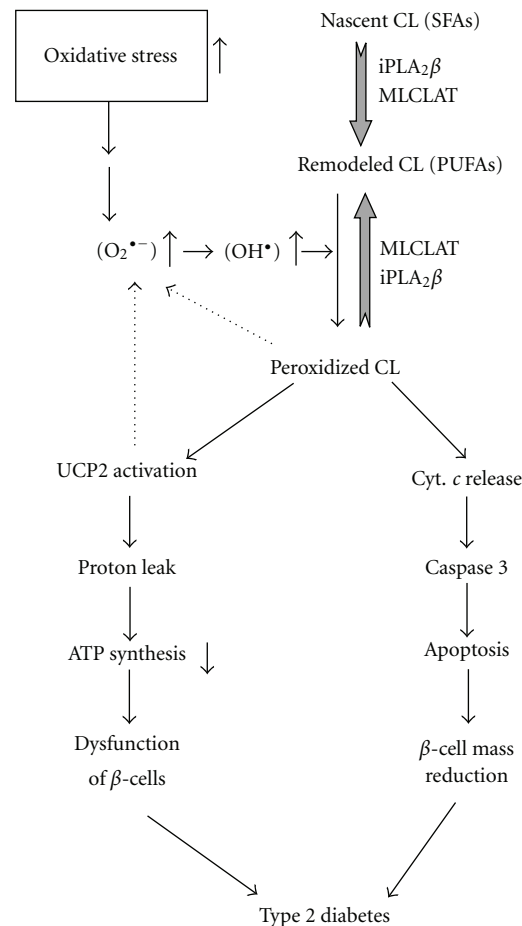 Nascent CL (SFAs)
Oxidative stress
iPLA₂β
MLCLAT
Remodeled CL (PUFAs)
(O₂•−)
(OH•)
MLCLAT
iPLA₂β
Peroxidized CL
UCP2 activation
Cyt. c release
Proton leak
Caspase 3
ATP synthesis
Apoptosis
Dysfunction
of β-cells
β-cell mass
reduction
Type 2 diabetes